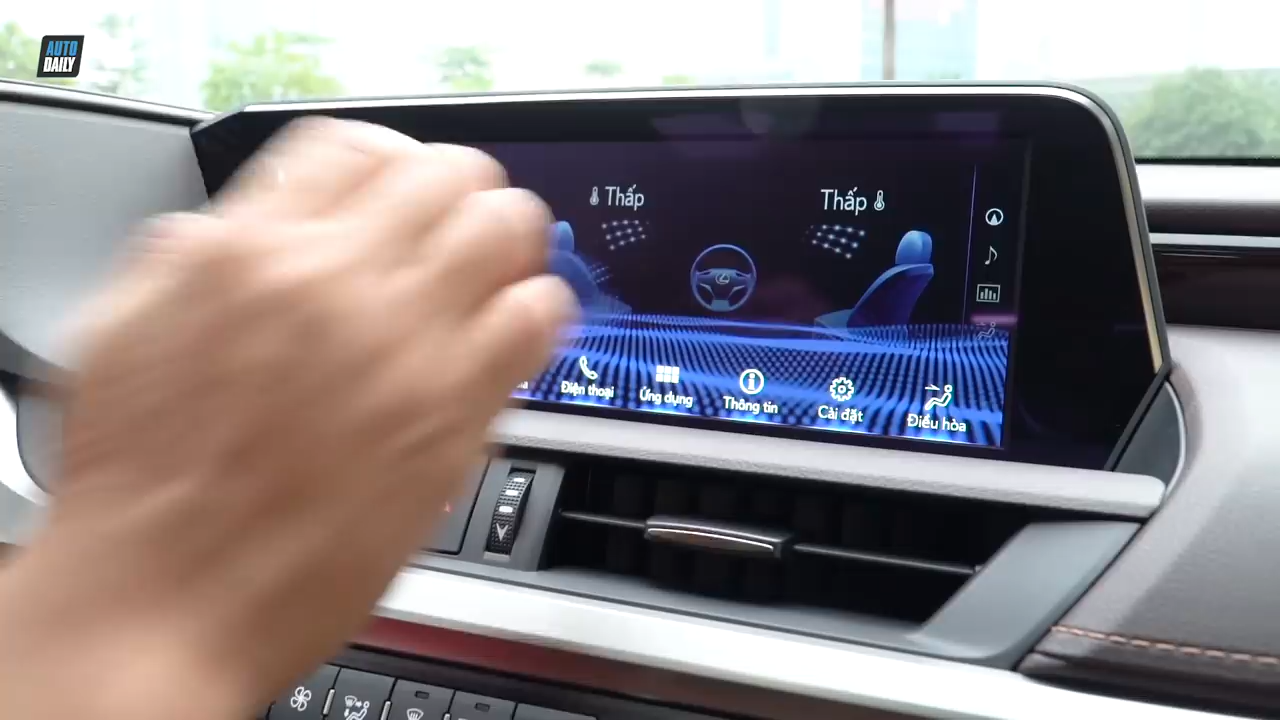 AUTO
DAILY
Thấp
Thấp
Điện thoại
Ứng dụng
Thông tin
Cài đặt
Điều hòa